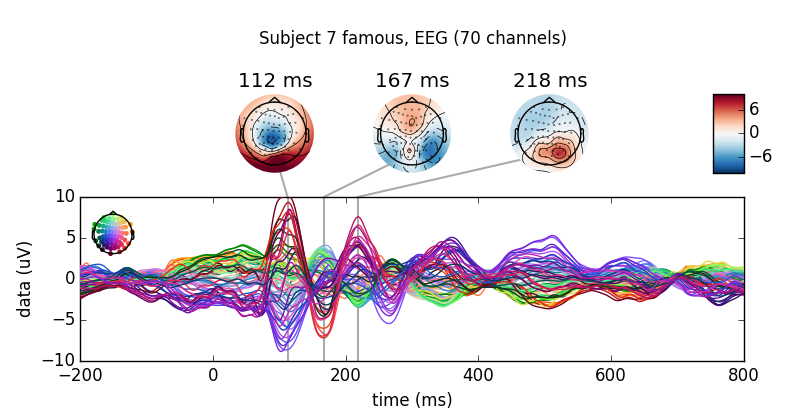 Subject 7 famous, EEG (70 channels)
112 ms 167 ms 218 ms
6
0
−6
10
5
0
−5
−10
data (uV)
−200 0 200 400 600 800
time (ms)